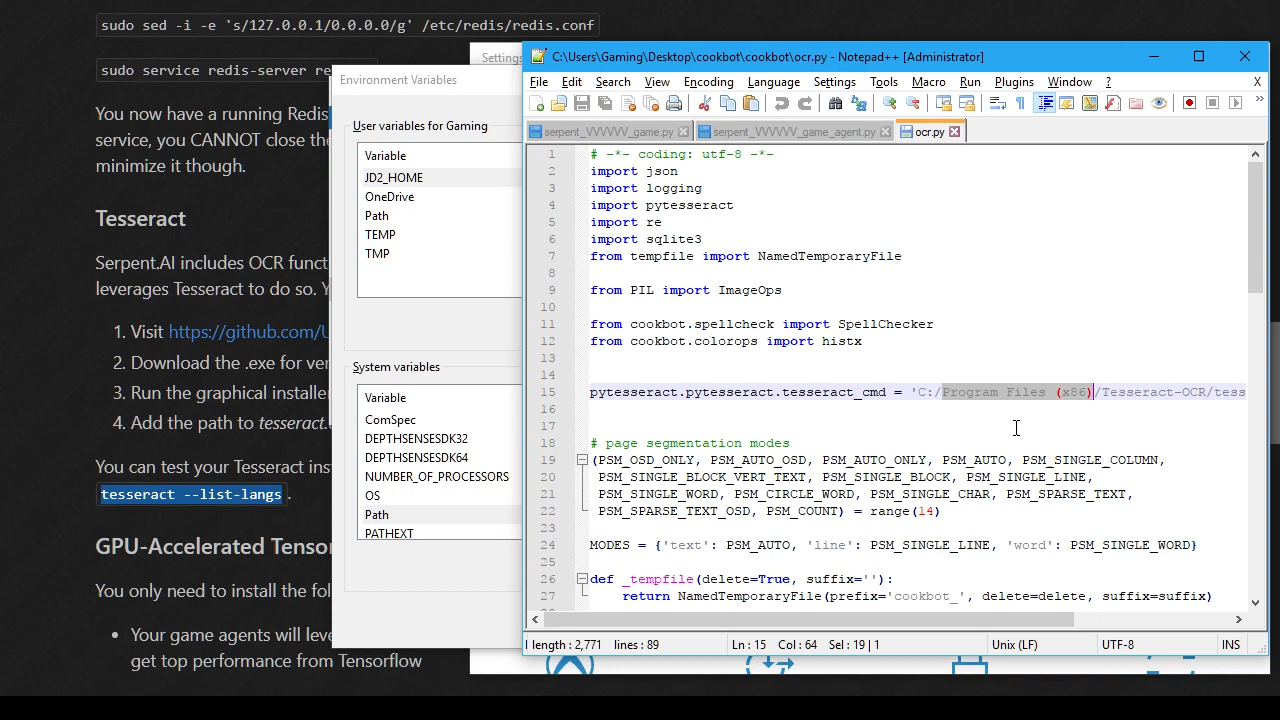 sudo sed -i -e 's/127.0.0.1/0.0.0.0/g' /etc/redis/redis.conf
sudo service redis-server re
You now have a running Redis
service, you CANNOT close the
minimize it though.
Tesseract
Serpent.AI includes OCR funct
leverages Tesseract to do so. Y
1. Visit https://github.com/U
2. Download the .exe for ver
3. Run the graphical installer
4. Add the path to tesseract.
You can test your Tesseract inst
tesseract --list-langs .
GPU-Accelerated Tensor
You only need to install the foll
• Your game agents will leve
get top performance from Tensorflow
Settings
Environment Variables
User variables for Gaming
Variable
JD2_HOME
OneDrive
Path
TEMP
TMP
System variables
Variable
ComSpec
DEPTHSENSESDK32
DEPTHSENSESDK64
NUMBER_OF_PROCESSORS
OS
Path
PATHEXT
C:\Users\Gaming\Desktop\cookbot\cookbot\ocr.py - Notepad++ [Administrator]
File Edit Search View Encoding Language Settings Tools Macro Run Plugins Window ? X
serpent_VVVVVV_game.py serpent_VVVVVV_game_agent.py ocr.py
1 # -*- coding: utf-8 -*-
2 import json
3 import logging
4 import pytesseract
5 import re
6 import sqlite3
7 from tempfile import NamedTemporaryFile
8
9 from PIL import ImageOps
10
11 from cookbot.spellcheck import SpellChecker
12 from cookbot.colorops import histx
13
14
15 pytesseract.pytesseract.tesseract_cmd = 'C:/Program Files (x86)/Tesseract-OCR/tess
16
17
18 # page segmentation modes
19 (PSM_OSD_ONLY, PSM_AUTO_OSD, PSM_AUTO_ONLY, PSM_AUTO, PSM_SINGLE_COLUMN,
20 PSM_SINGLE_BLOCK_VERT_TEXT, PSM_SINGLE_BLOCK, PSM_SINGLE_LINE,
21 PSM_SINGLE_WORD, PSM_CIRCLE_WORD, PSM_SINGLE_CHAR, PSM_SPARSE_TEXT,
22 PSM_SPARSE_TEXT_OSD, PSM_COUNT) = range(14)
23
24 MODES = {'text': PSM_AUTO, 'line': PSM_SINGLE_LINE, 'word': PSM_SINGLE_WORD}
25
26 def _tempfile(delete=True, suffix=''):
27 return NamedTemporaryFile(prefix='cookbot_', delete=delete, suffix=suffix)
length : 2,771 lines : 89 Ln : 15 Col : 64 Sel : 19 | 1 Unix (LF) UTF-8 INS